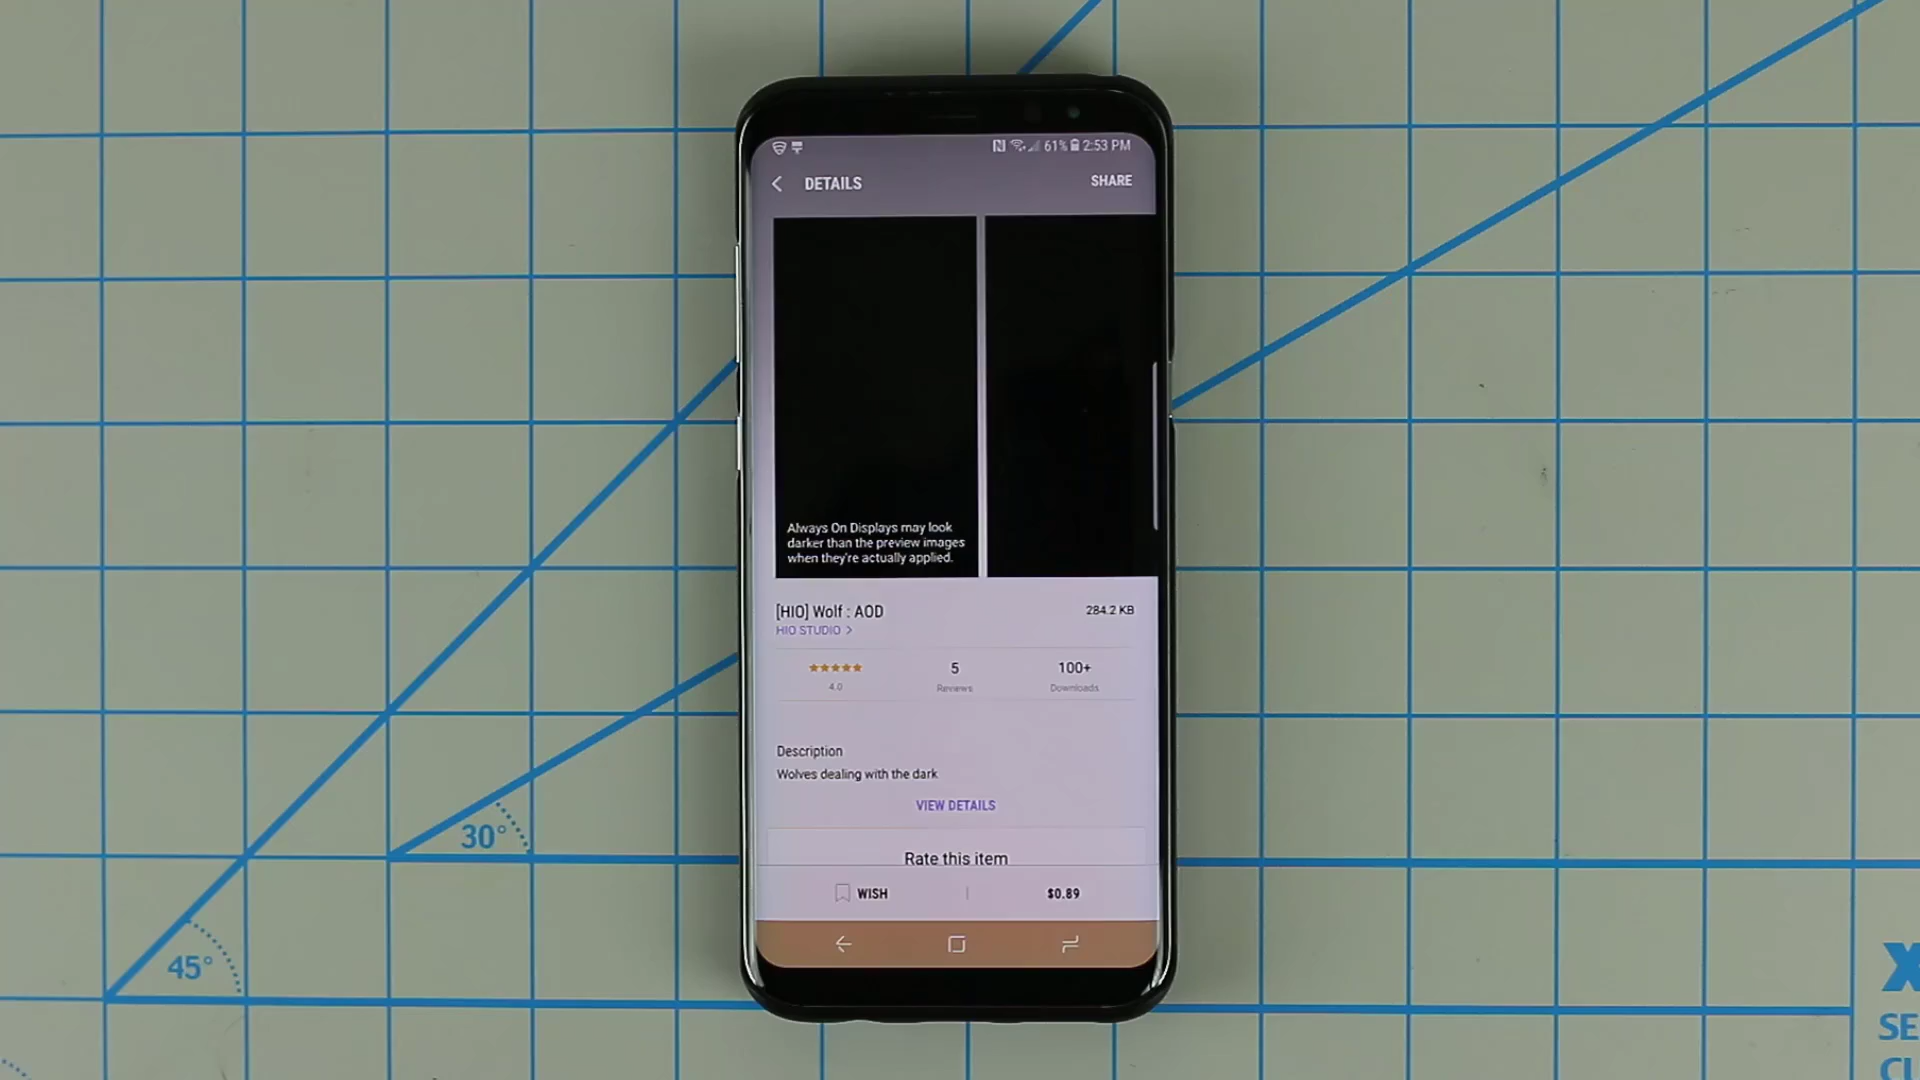 61% 2:53 PM
DETAILS
SHARE
Always On Displays may look
darker than the preview images
when they're actually applied.
[HIO] Wolf : AOD
284.2 KB
HIO STUDIO >
4.0
5
Reviews
100+
Downloads
Description
Wolves dealing with the dark
VIEW DETAILS
Rate this item
WISH
$0.89
30°
45°
X
SE
CU